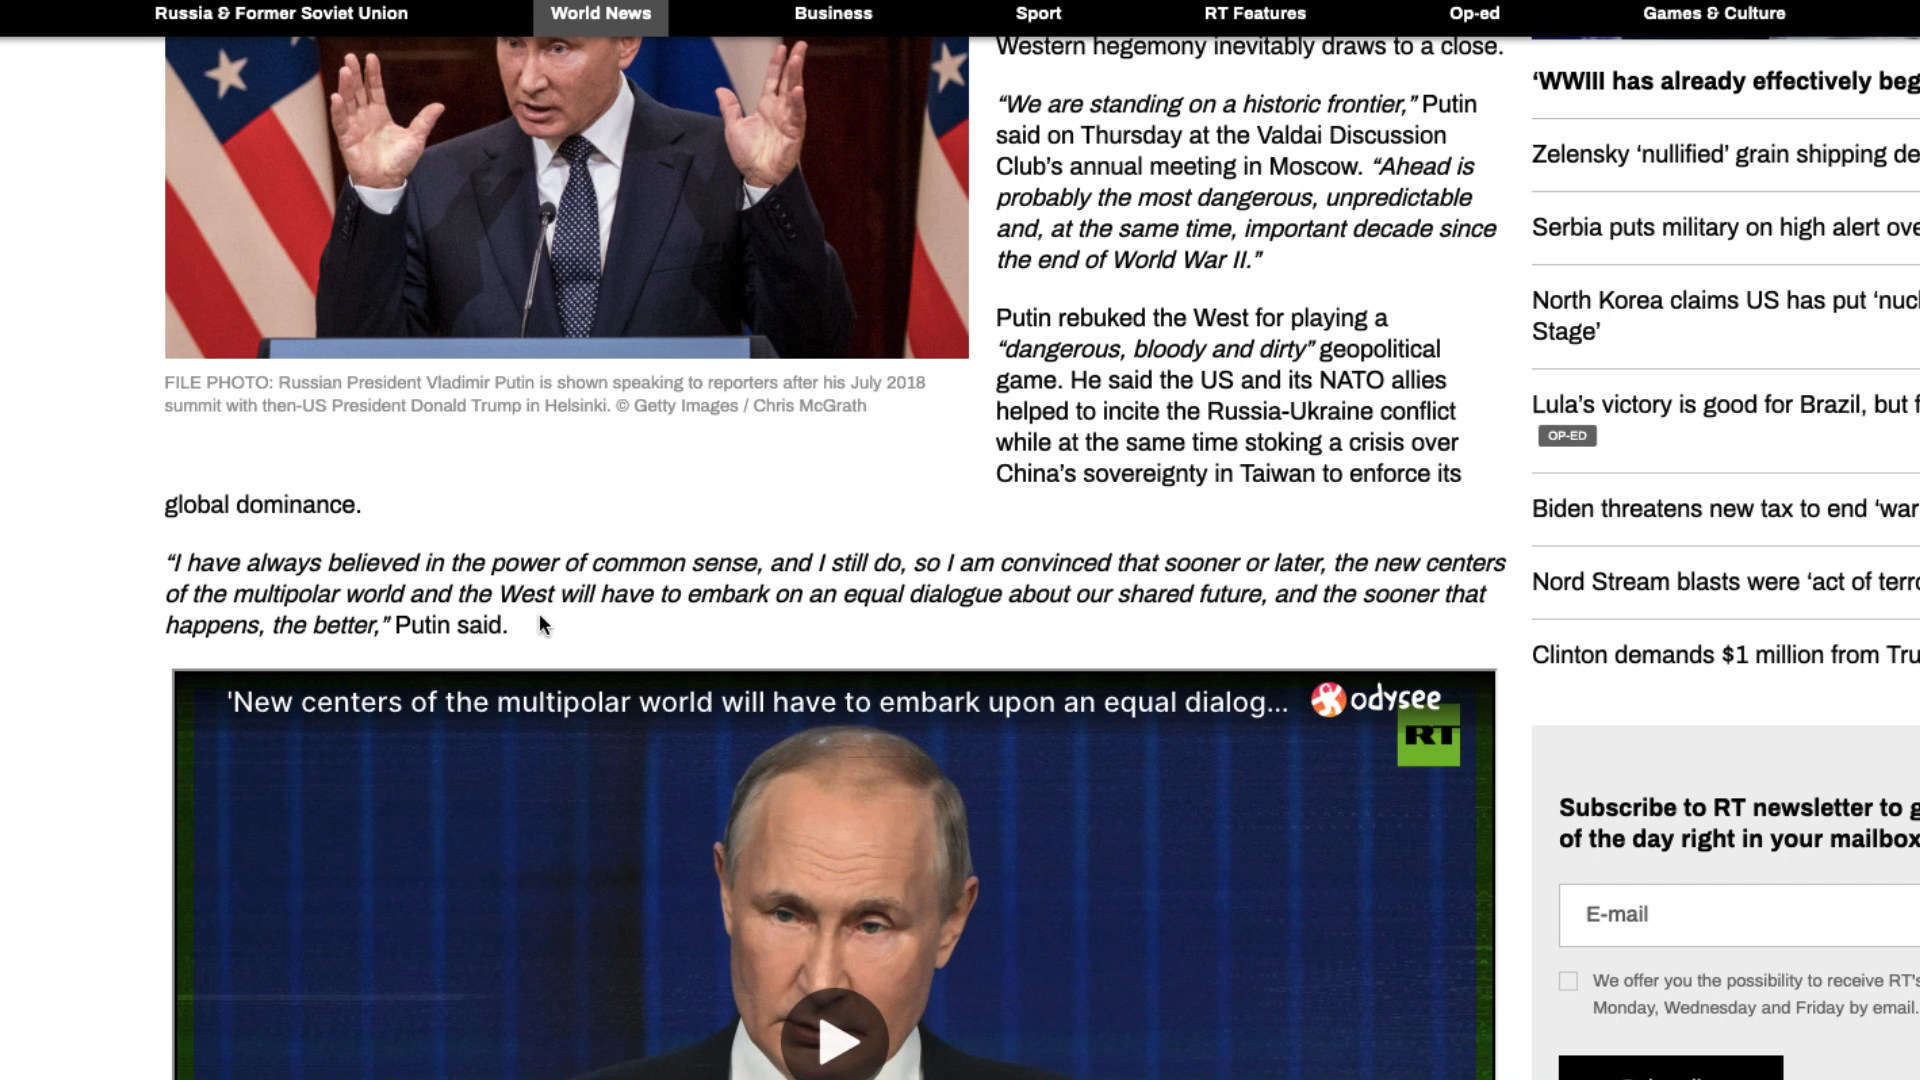 Russia & Former Soviet Union
World News
Business
Sport
RT Features
Op-ed
Games & Culture
Western hegemony inevitably draws to a close.
“We are standing on a historic frontier,” Putin
said on Thursday at the Valdai Discussion
Club’s annual meeting in Moscow. “Ahead is
probably the most dangerous, unpredictable
and, at the same time, important decade since
the end of World War II.”
Putin rebuked the West for playing a
“dangerous, bloody and dirty” geopolitical
game. He said the US and its NATO allies
helped to incite the Russia-Ukraine conflict
while at the same time stoking a crisis over
China’s sovereignty in Taiwan to enforce its
global dominance.
FILE PHOTO: Russian President Vladimir Putin is shown speaking to reporters after his July 2018
summit with then-US President Donald Trump in Helsinki. © Getty Images / Chris McGrath
“I have always believed in the power of common sense, and I still do, so I am convinced that sooner or later, the new centers
of the multipolar world and the West will have to embark on an equal dialogue about our shared future, and the sooner that
happens, the better,” Putin said.
'New centers of the multipolar world will have to embark upon an equal dialog...
odysee
RT
‘WWIII has already effectively beg
Zelensky ‘nullified’ grain shipping de
Serbia puts military on high alert ove
North Korea claims US has put ‘nucl
Stage’
Lula’s victory is good for Brazil, but f
OP-ED
Biden threatens new tax to end ‘war
Nord Stream blasts were ‘act of terro
Clinton demands $1 million from Tru
Subscribe to RT newsletter to g
of the day right in your mailbox
E-mail
We offer you the possibility to receive RT's
Monday, Wednesday and Friday by email.